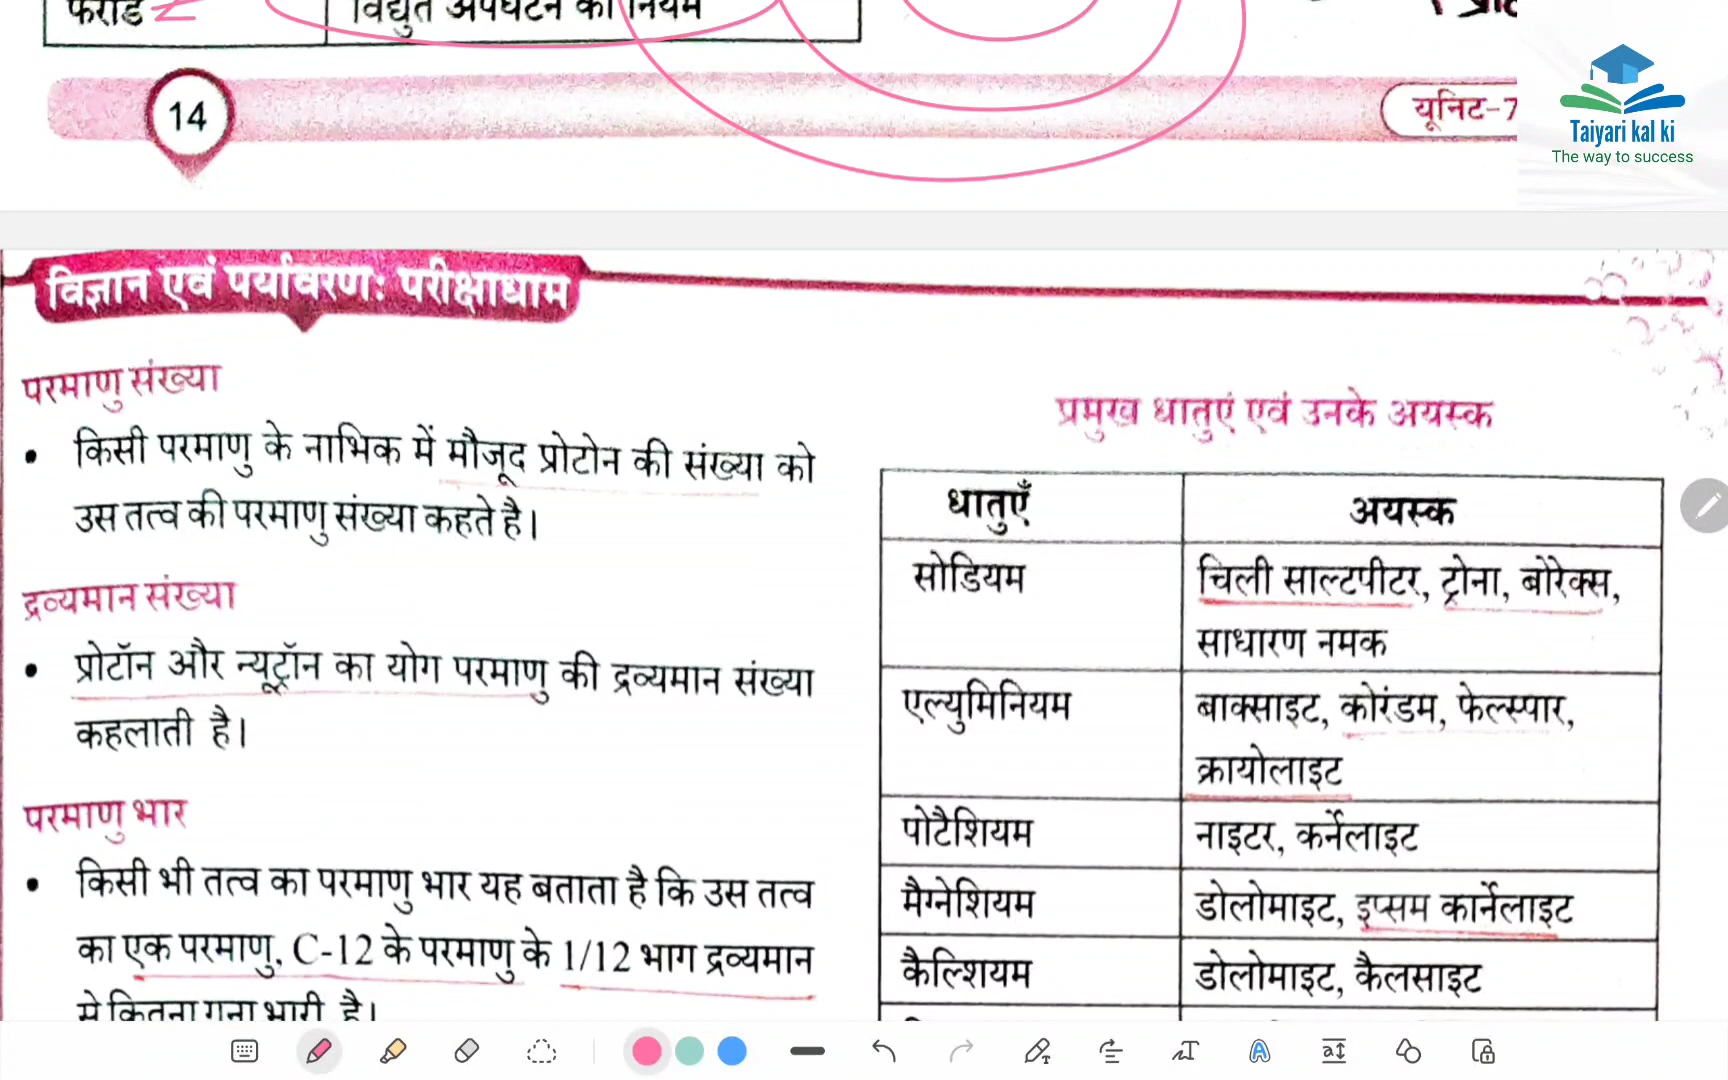 फैराडे
विद्युत अपघटन का नियम
14
यूनिट-7
Taiyari kal ki
The way to success
विज्ञान एवं पर्यावरण: परीक्षाधाम
परमाणु संख्या
• किसी परमाणु के नाभिक में मौजूद प्रोटोन की संख्या को
उस तत्व की परमाणु संख्या कहते है।
द्रव्यमान संख्या
• प्रोटॉन और न्यूट्रॉन का योग परमाणु की द्रव्यमान संख्या
कहलाती है।
परमाणु भार
• किसी भी तत्व का परमाणु भार यह बताता है कि उस तत्व
का एक परमाणु, C-12 के परमाणु के 1/12 भाग द्रव्यमान
से कितना गुना भारी है।
प्रमुख धातुएं एवं उनके अयस्क
धातुएँ अयस्क
सोडियम चिली साल्टपीटर, ट्रोना, बोरेक्स,
साधारण नमक
एल्युमिनियम बाक्साइट, कोरंडम, फेल्स्पार,
क्रायोलाइट
पोटैशियम नाइटर, कर्नेलाइट
मैग्नेशियम डोलोमाइट, इप्सम कार्नेलाइट
कैल्शियम डोलोमाइट, कैलसाइट